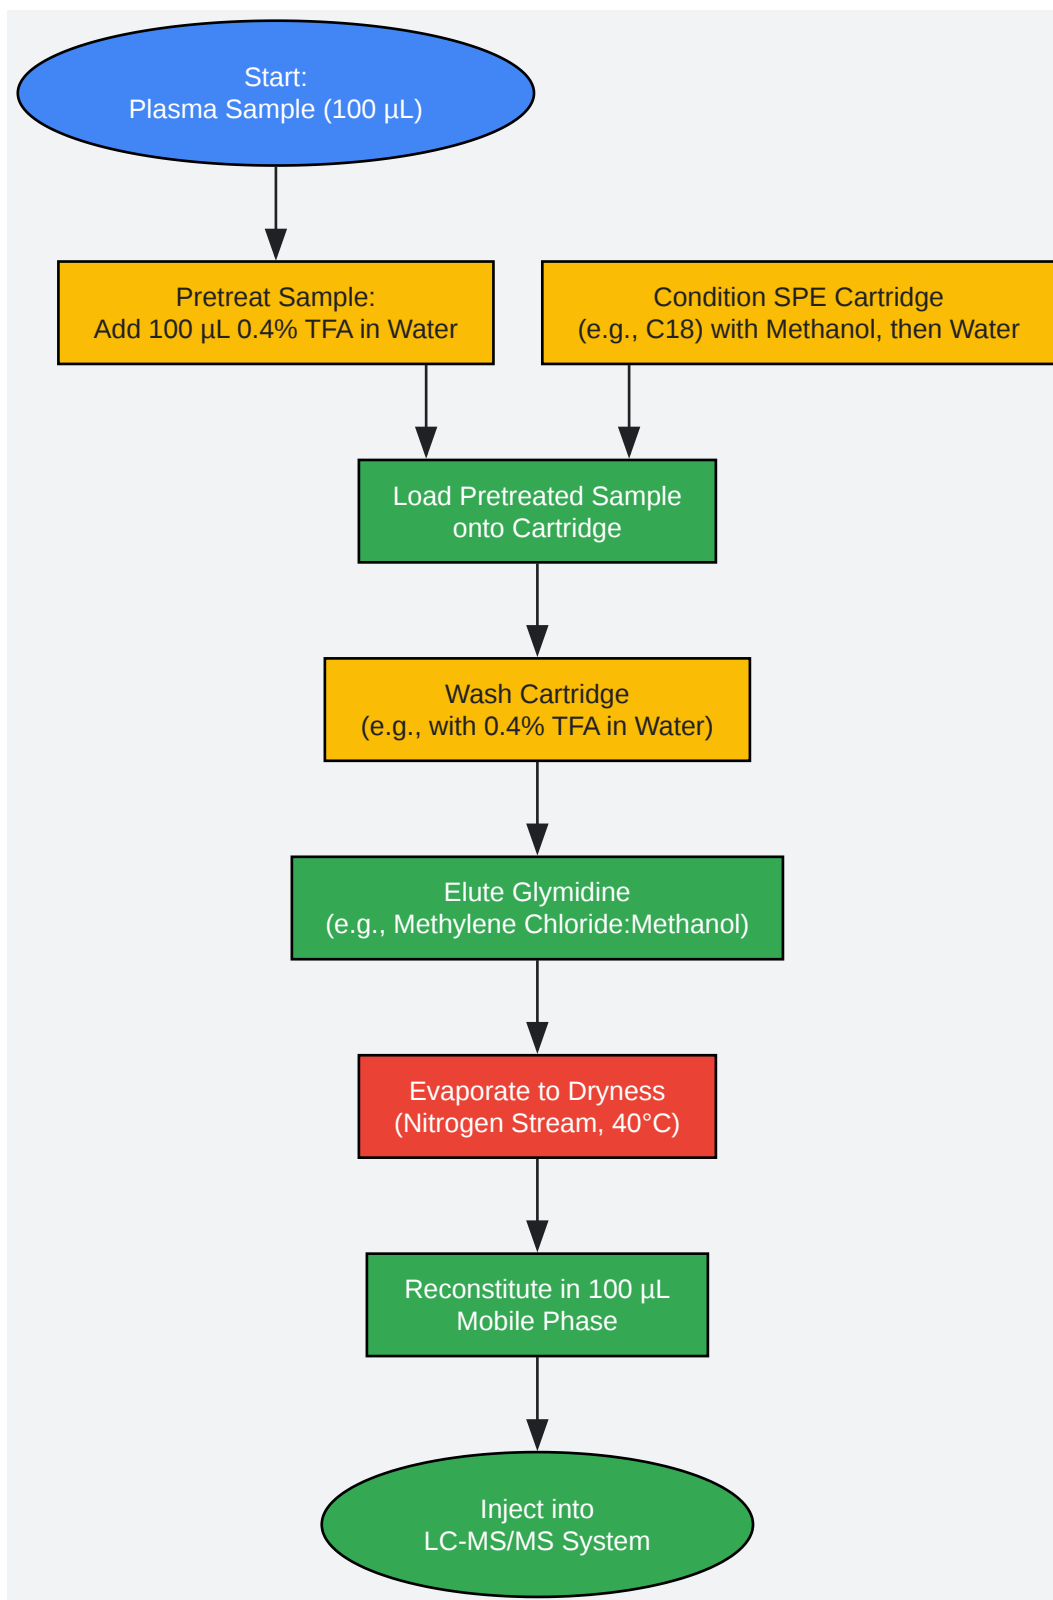 Start:
Plasma Sample (100 µL)
Pretreat Sample:
Add 100 µL 0.4% TFA in Water
Condition SPE Cartridge
(e.g., C18) with Methanol, then Water
Load Pretreated Sample
onto Cartridge
Wash Cartridge
(e.g., with 0.4% TFA in Water)
Elute Glymidine
(e.g., Methylene Chloride:Methanol)
Evaporate to Dryness
(Nitrogen Stream, 40°C)
Reconstitute in 100 µL
Mobile Phase
Inject into
LC-MS/MS System